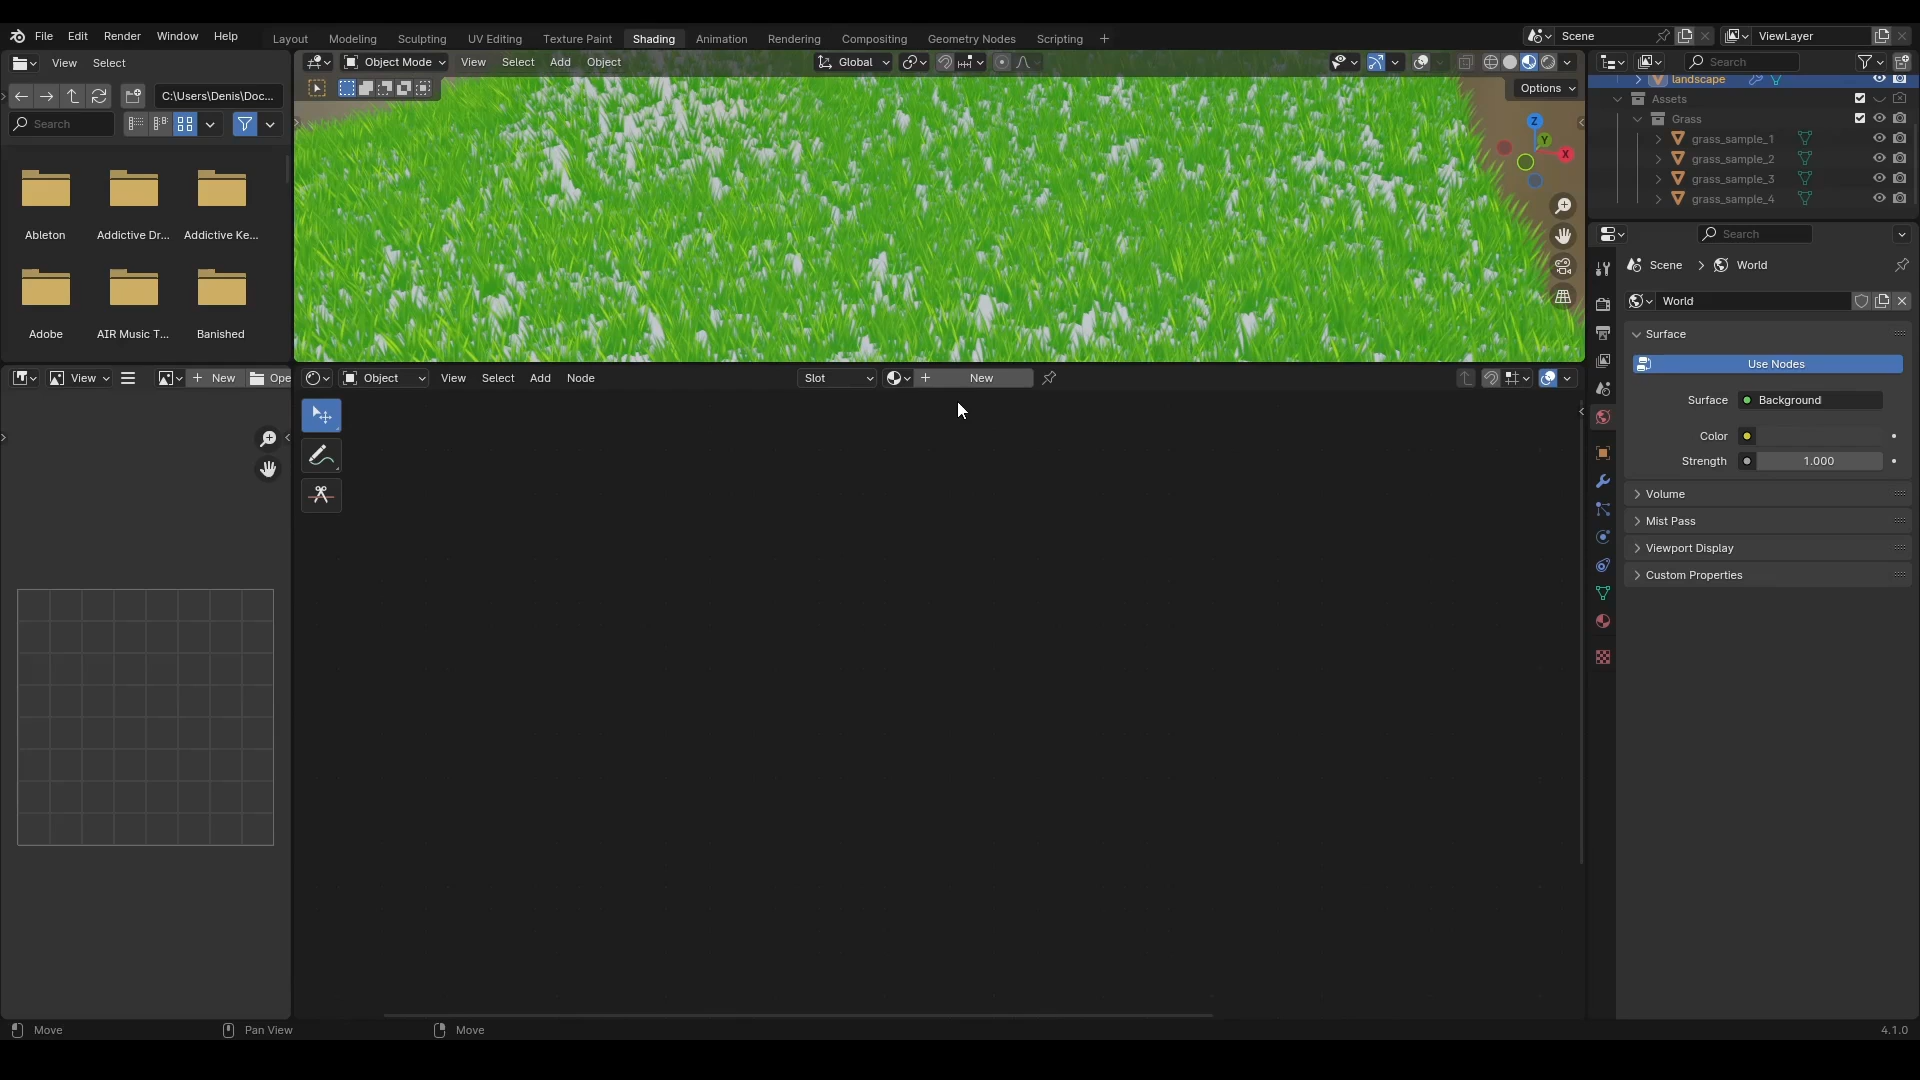 File Edit Render Window Help
Layout Modeling Sculpting UV Editing Texture Paint Shading Animation Rendering Compositing Geometry Nodes Scripting
Scene ViewLayer
View Select
Object Mode View Select Add Object
Global
Search
landscape
C:\Users\Denis\Doc...
Options
Assets
Search
Grass
grass_sample_1
grass_sample_2
grass_sample_3
grass_sample_4
Z
Y
X
Ableton Addictive Dr... Addictive Ke...
Adobe AIR Music T... Banished
Search
Scene > World
World
Surface
Use Nodes
Surface Background
Color
Strength 1.000
Volume
Mist Pass
Viewport Display
Custom Properties
View New Ope
Object View Select Add Node
Slot New
Move Pan View Move
4.1.0